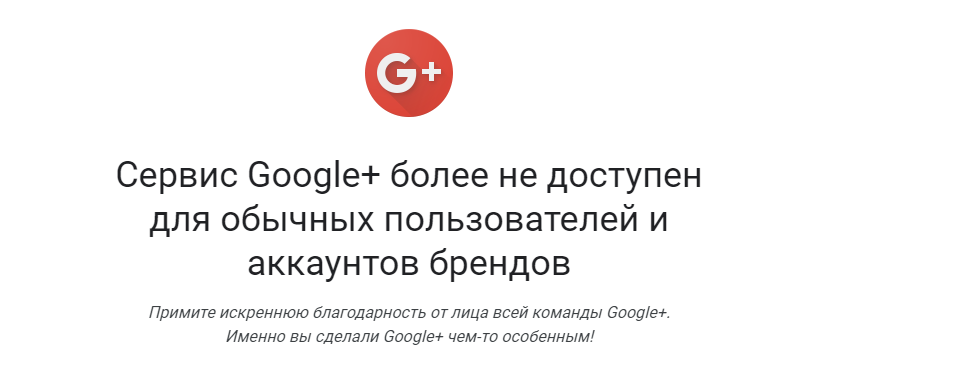 G+
Сервис Google+ более не доступен
для обычных пользователей и
аккаунтов брендов
Примите искреннюю благодарность от лица всей команды Google+.
Именно вы сделали Google+ чем-то особенным!